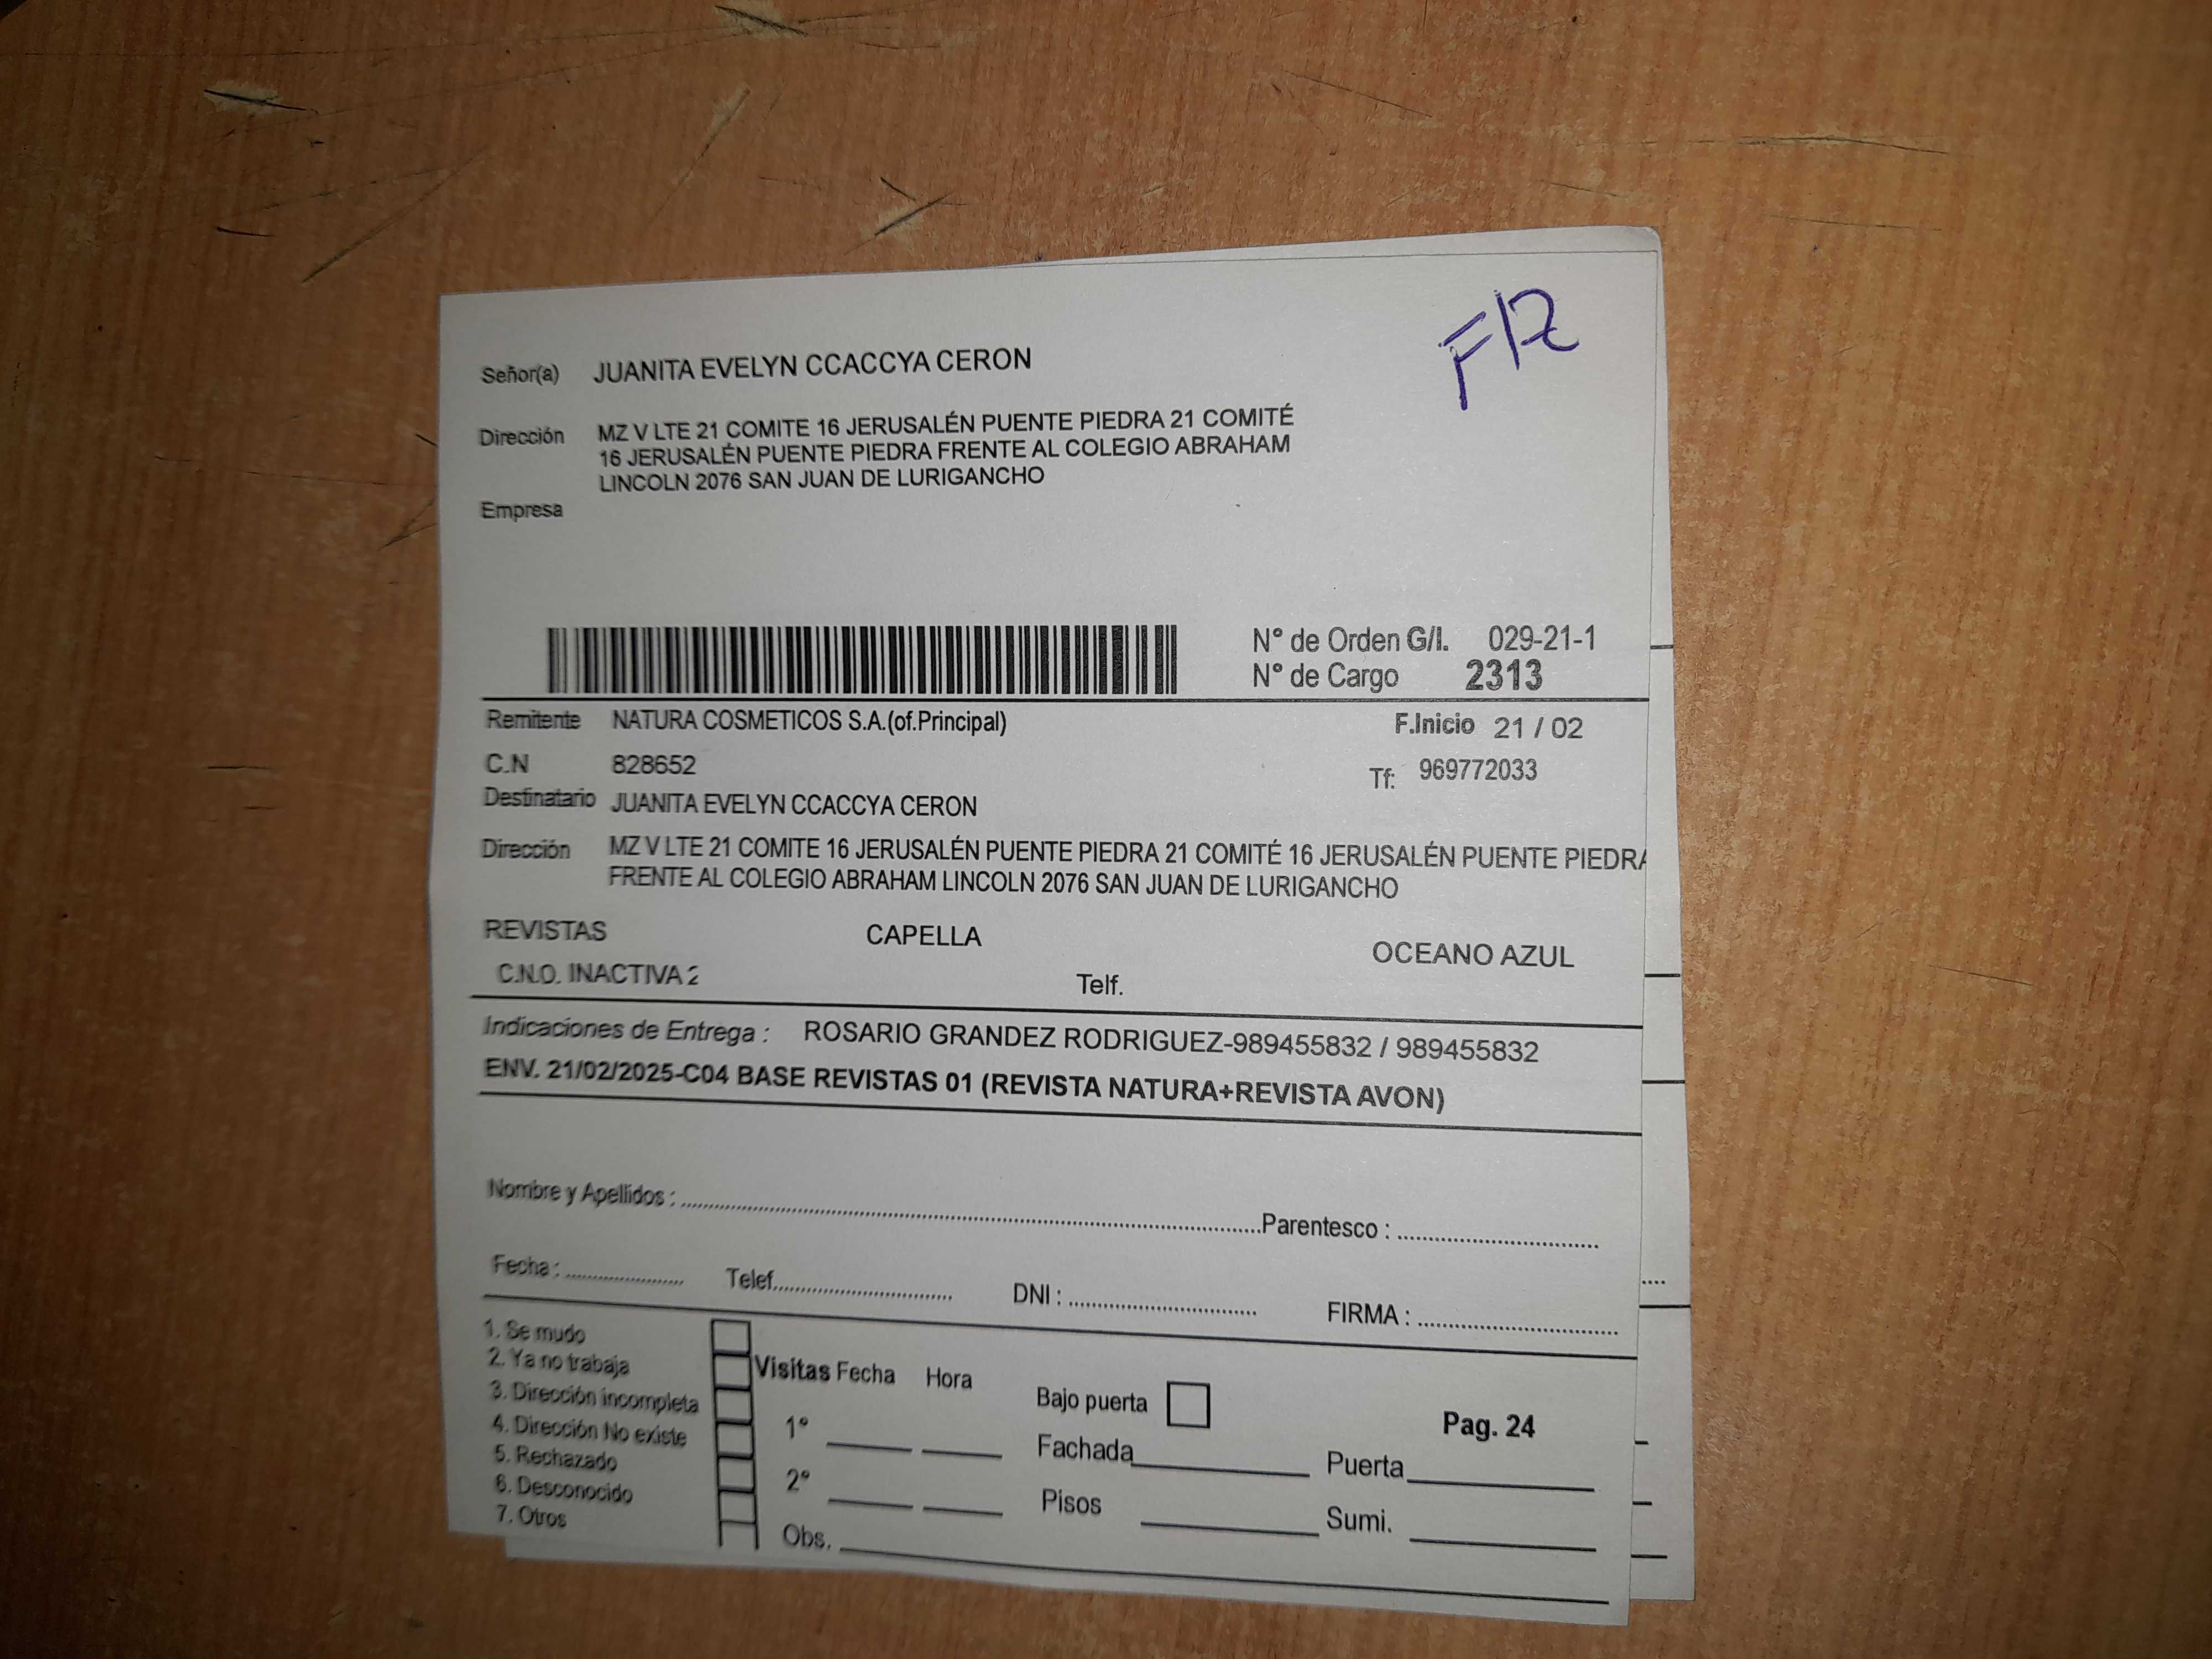 FR
Señor(a) JUANITA EVELYN CCACCYA CERON
Dirección MZ V LTE 21 COMITE 16 JERUSALÉN PUENTE PIEDRA 21 COMITÉ
16 JERUSALÉN PUENTE PIEDRA FRENTE AL COLEGIO ABRAHAM
LINCOLN 2076 SAN JUAN DE LURIGANCHO
Empresa
N° de Orden G/I. 029-21-1
N° de Cargo 2313
Remitente NATURA COSMETICOS S.A.(of.Principal) F.Inicio 21 / 02
C.N 828652 Tf: 969772033
Destinatario JUANITA EVELYN CCACCYA CERON
Dirección MZ V LTE 21 COMITE 16 JERUSALÉN PUENTE PIEDRA 21 COMITÉ 16 JERUSALÉN PUENTE PIEDRA
FRENTE AL COLEGIO ABRAHAM LINCOLN 2076 SAN JUAN DE LURIGANCHO
REVISTAS CAPELLA OCEANO AZUL
C.N.O. INACTIVA 2 Telf.
Indicaciones de Entrega : ROSARIO GRANDEZ RODRIGUEZ-989455832 / 989455832
ENV. 21/02/2025-C04 BASE REVISTAS 01 (REVISTA NATURA+REVISTA AVON)
Nombre y Apellidos : Parentesco :
Fecha : Telef. DNI : FIRMA :
1. Se mudo
2. Ya no trabaja Visitas Fecha Hora
3. Dirección incompleta Bajo puerta
4. Dirección No existe 1° Pag. 24
5. Rechazado Fachada Puerta
6. Desconocido 2° Pisos
7. Otros Obs. Sumi.